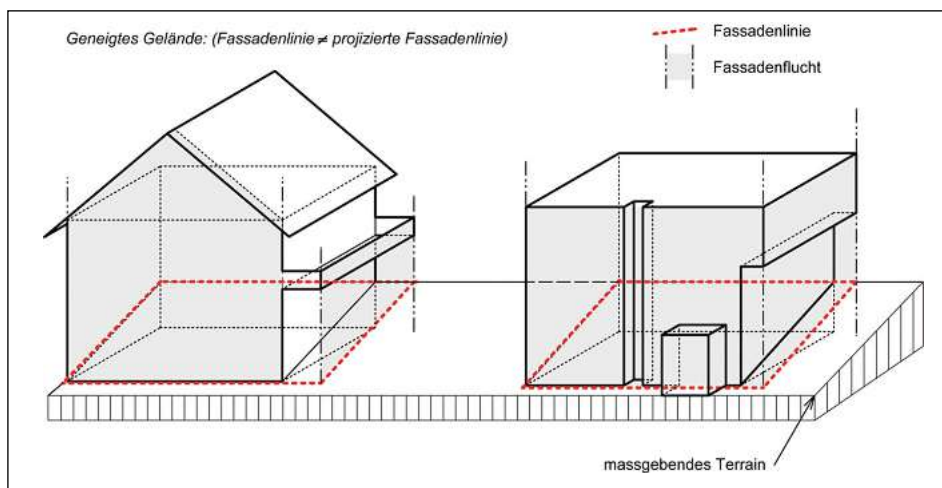 Geneigtes Gelände: (Fassadenlinie ≠ projizierte Fassadenlinie)
Fassadenlinie
Fassadenflucht
massgebendes Terrain